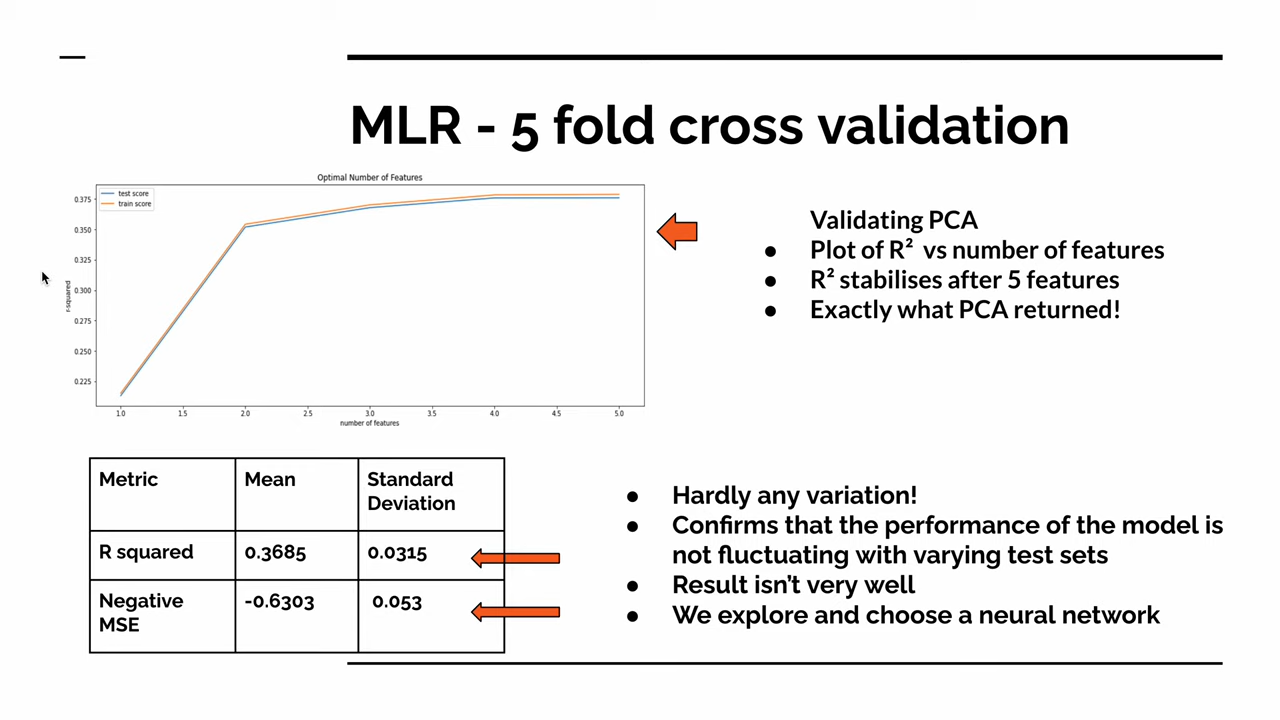 MLR - 5 fold cross validation
Optimal Number of Features
test score
train score
0.375
0.350
0.325
0.300
0.275
0.250
0.225
r-squared
1.0 1.5 2.0 2.5 3.0 3.5 4.0 4.5 5.0
number of features
Validating PCA
● Plot of R² vs number of features
● R² stabilises after 5 features
● Exactly what PCA returned!
Metric Mean Standard
Deviation
R squared 0.3685 0.0315
Negative -0.6303 0.053
MSE
● Hardly any variation!
● Confirms that the performance of the model is
not fluctuating with varying test sets
● Result isn't very well
● We explore and choose a neural network